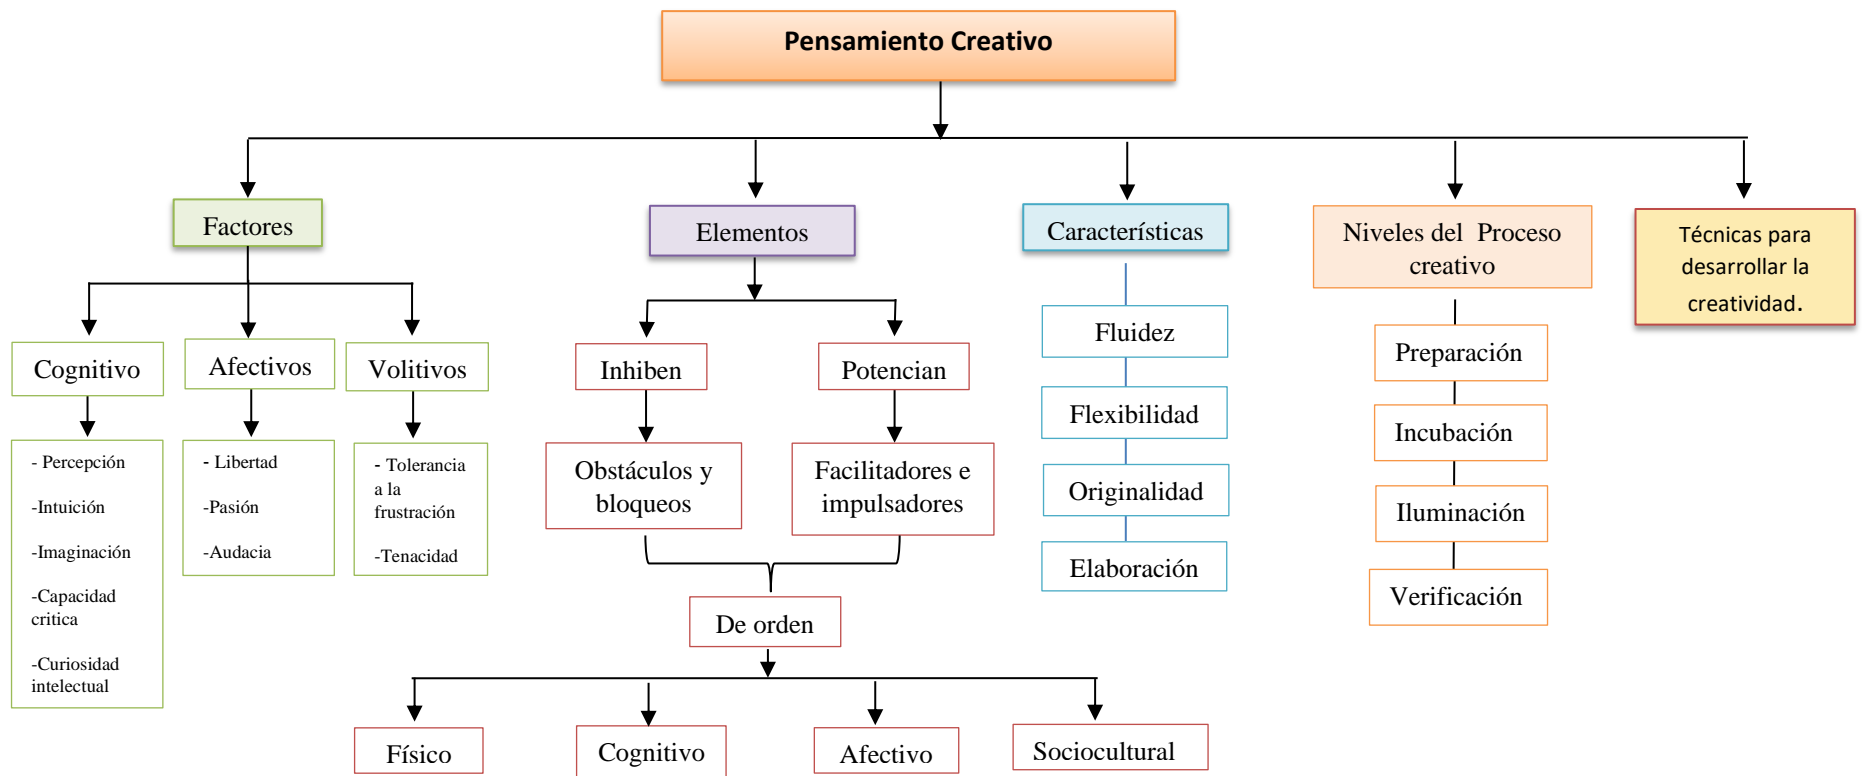 Pensamiento Creativo
Factores
Elementos
Características
Niveles del Proceso
creativo
Técnicas para
desarrollar la
creatividad.
Cognitivo
Afectivos
Volitivos
- Percepción
-Intuición
-Imaginación
-Capacidad
critica
-Curiosidad
intelectual
- Libertad
-Pasión
-Audacia
- Tolerancia
a la
frustración
-Tenacidad
Inhiben
Potencian
Obstáculos y
bloqueos
Facilitadores e
impulsadores
De orden
Físico
Cognitivo
Afectivo
Sociocultural
Fluidez
Flexibilidad
Originalidad
Elaboración
Preparación
Incubación
Iluminación
Verificación